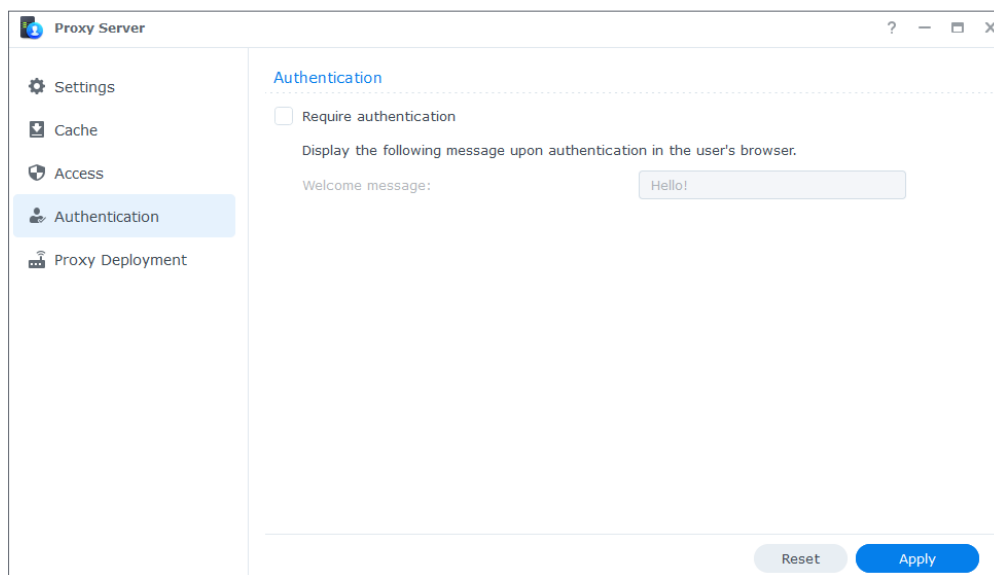 Proxy Server
?
Settings
Cache
Access
Authentication
Proxy Deployment
Authentication
Require authentication
Display the following message upon authentication in the user's browser.
Welcome message: Hello!
Reset Apply